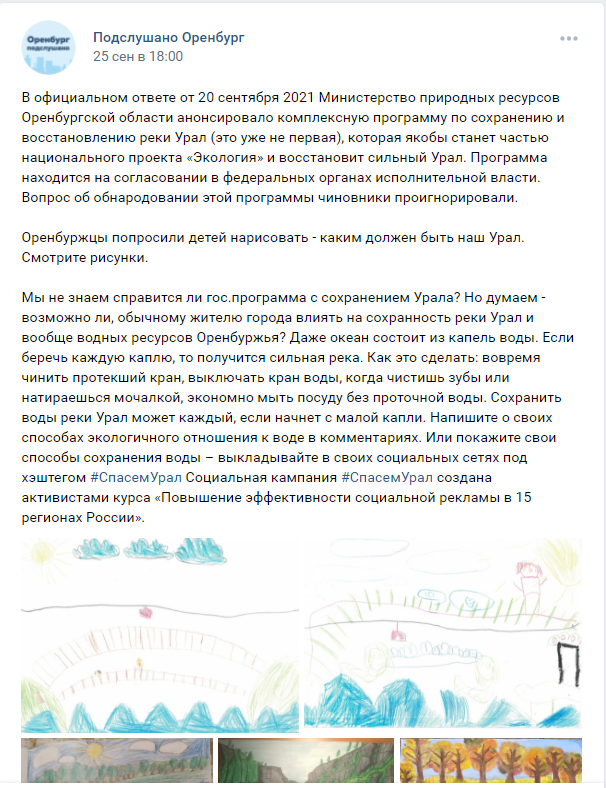 Оренбург
подслушано
Подслушано Оренбург
25 сен в 18:00
В официальном ответе от 20 сентября 2021 Министерство природных ресурсов
Оренбургской области анонсировало комплексную программу по сохранению и
восстановлению реки Урал (это уже не первая), которая якобы станет частью
национального проекта «Экология» и восстановит сильный Урал. Программа
находится на согласовании в федеральных органах исполнительной власти.
Вопрос об обнародовании этой программы чиновники проигнорировали.
Оренбуржцы попросили детей нарисовать - каким должен быть наш Урал.
Смотрите рисунки.
Мы не знаем справится ли гос.программа с сохранением Урала? Но думаем -
возможно ли, обычному жителю города влиять на сохранность реки Урал и
вообще водных ресурсов Оренбуржья? Даже океан состоит из капель воды. Если
беречь каждую каплю, то получится сильная река. Как это сделать: вовремя
чинить протекший кран, выключать кран воды, когда чистишь зубы или
натираешься мочалкой, экономно мыть посуду без проточной воды. Сохранить
воды реки Урал может каждый, если начнет с малой капли. Напишите о своих
способах экологичного отношения к воде в комментариях. Или покажите свои
способы сохранения воды – выкладывайте в своих социальных сетях под
хэштегом #СпасемУрал Социальная кампания #СпасемУрал создана
активистами курса «Повышение эффективности социальной рекламы в 15
регионах России».